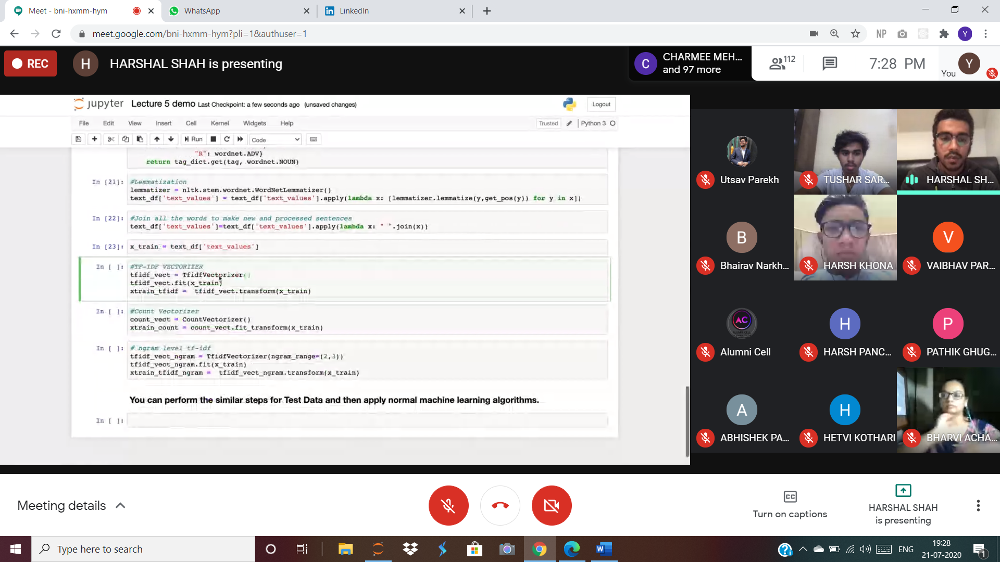 Meet - bni-hxmm-hym
WhatsApp
LinkedIn
meet.google.com/bni-hxmm-hym?pli=1&authuser=1
NP
Y
REC
H
HARSHAL SHAH is presenting
C
CHARMEE MEH...
and 97 more
112
7:28 PM
You
Y
jupyter
Lecture 5 demo Last Checkpoint: a few seconds ago (unsaved changes)
Logout
File Edit View Insert Cell Kernel Widgets Help
Trusted
Python 3
Run
Code
"R": wordnet.ADV}
return tag_dict.get(tag, wordnet.NOUN)
In [21]: #Lemmatization
lemmatizer = nltk.stem.wordnet.WordNetLemmatizer()
text_df['text_values'] = text_df['text_values'].apply(lambda x: [lemmatizer.lemmatize(y,get_pos(y)) for y in x])
In [22]: #Join all the words to make new and processed sentences
text_df['text_values']=text_df['text_values'].apply(lambda x: " ".join(x))
In [23]: x_train = text_df['text_values']
In [ ]: #TF-IDF VECTORIZER
tfidf_vect = TfidfVectorizer()
tfidf_vect.fit(x_train)
xtrain_tfidf = tfidf_vect.transform(x_train)
In [ ]: #Count Vectorizer
count_vect = CountVectorizer()
xtrain_count = count_vect.fit_transform(x_train)
In [ ]: # ngram level tf-idf
tfidf_vect_ngram = TfidfVectorizer(ngram_range=(2,3))
tfidf_vect_ngram.fit(x_train)
xtrain_tfidf_ngram = tfidf_vect_ngram.transform(x_train)
You can perform the similar steps for Test Data and then apply normal machine learning algorithms.
In [ ]:
Utsav Parekh
TUSHAR SAR...
HARSHAL SH...
B
V
Bhairav Narkh...
HARSH KHONA
VAIBHAV PAR...
AC
ALUMNI CELL
H
P
Alumni Cell
HARSH PANC...
PATHIK GHUG...
A
H
ABHISHEK PA...
HETVI KOTHARI
BHARVI ACHA...
Meeting details
CC
Turn on captions
HARSHAL SHAH
is presenting
Type here to search
W
ENG
19:28
21-07-2020
1